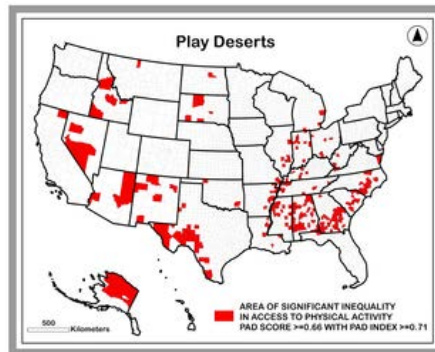 Play Deserts
AREA OF SIGNIFICANT INEQUALITY
IN ACCESS TO PHYSICAL ACTIVITY
PAD SCORE >=0.66 WITH PAD INDEX >=0.71
500
Kilometers